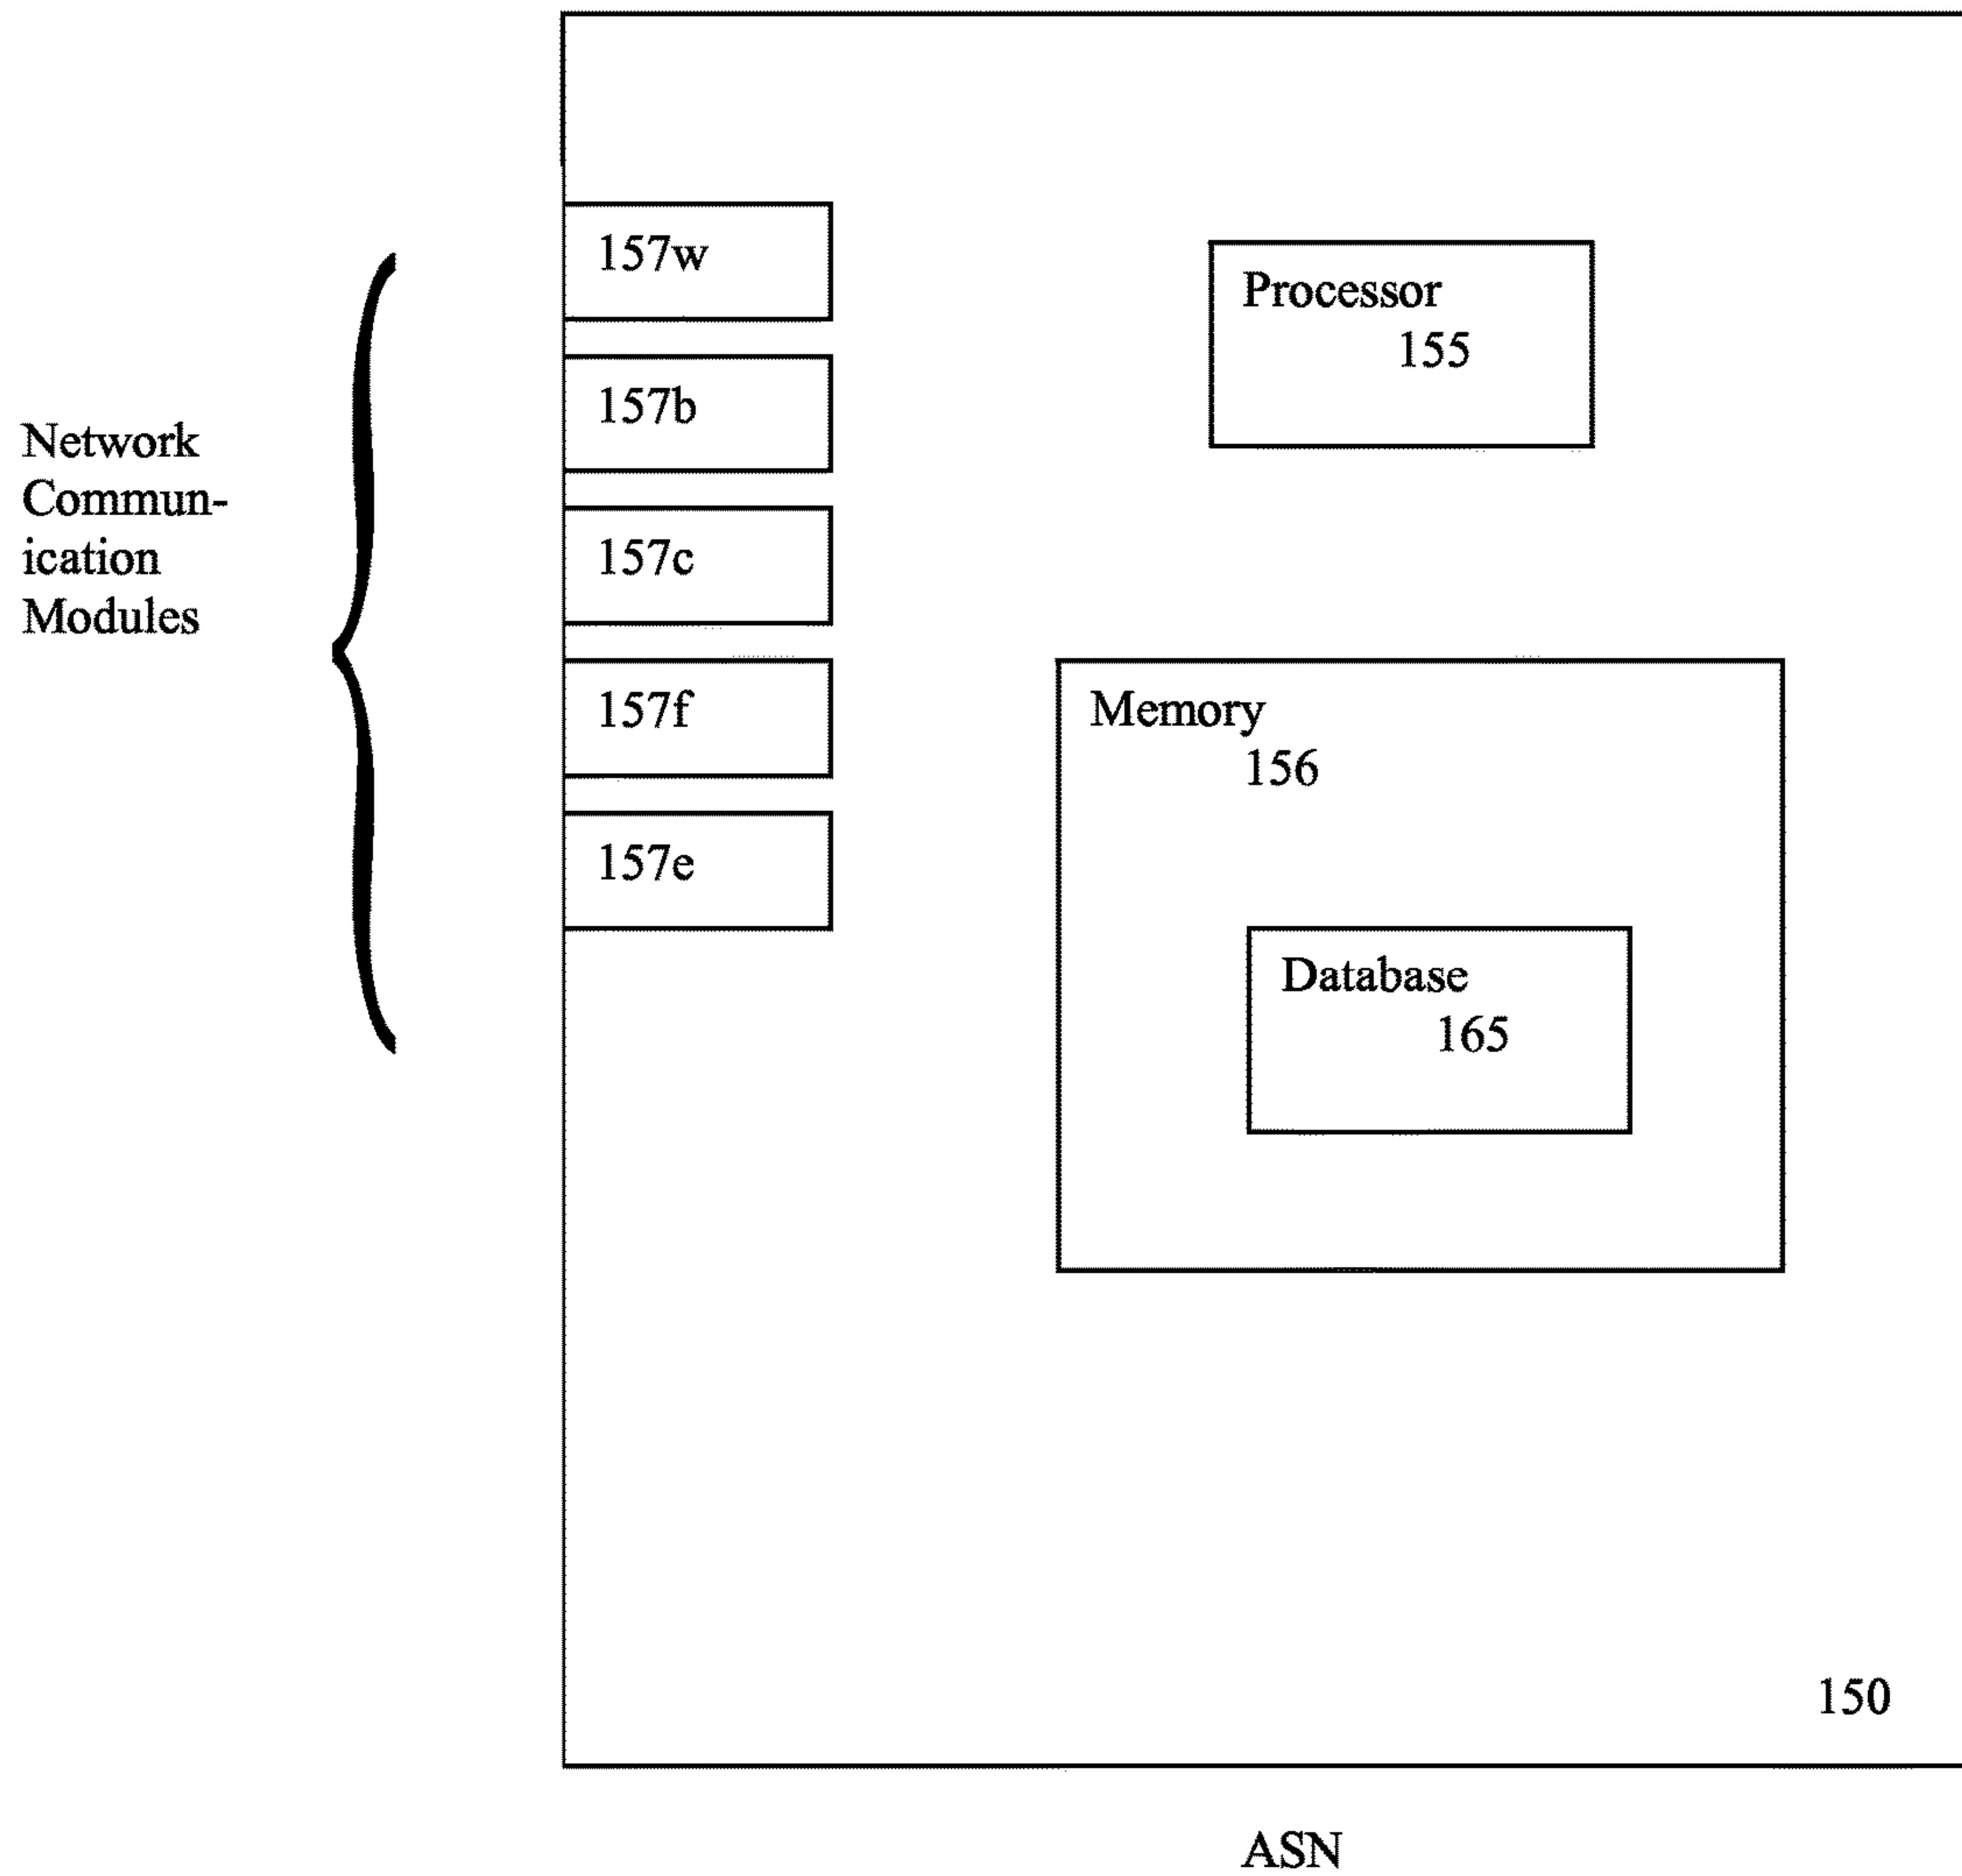 Network
Commun-
ication
Modules
157w
157b
157c
157f
157e
Processor
155
Memory
156
Database
165
150
ASN